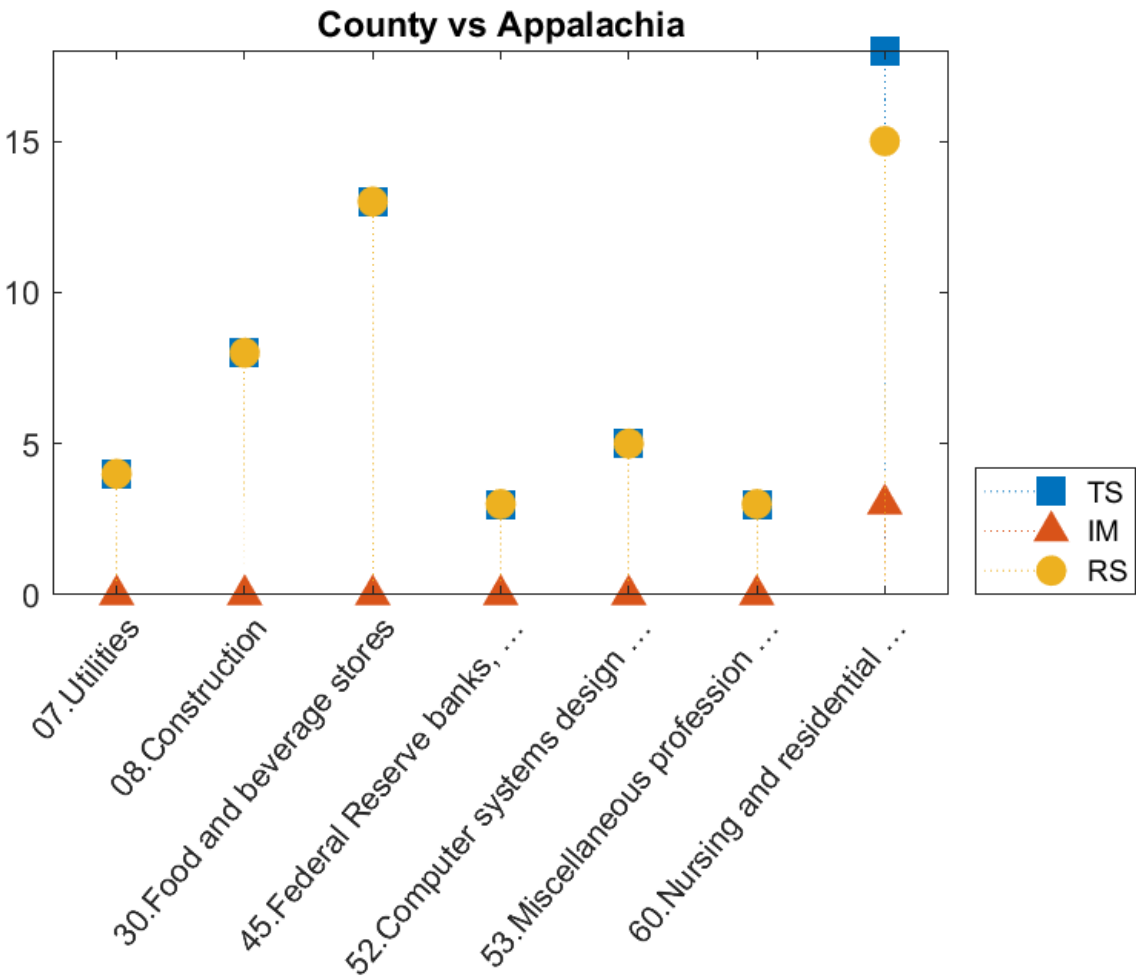 County vs Appalachia
15
10
5
0
07.Utilities
08.Construction
30.Food and beverage stores
45.Federal Reserve banks, ...
52.Computer systems design ...
53.Miscellaneous profession ...
60.Nursing and residential ...
TS
IM
RS